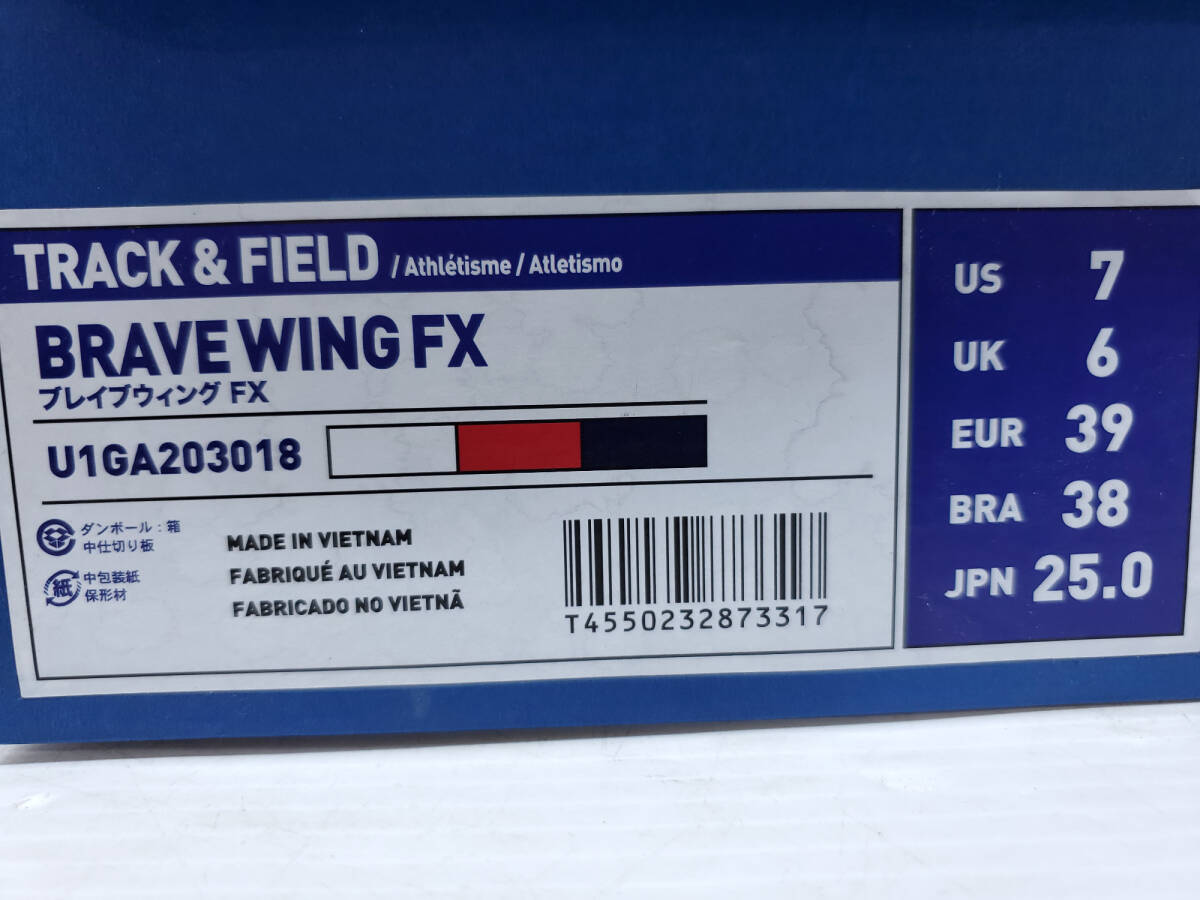 TRACK & FIELD / Athlétisme / Atletismo
BRAVE WING FX
ブレイブウィング FX
U1GA203018
ダンボール : 箱
中仕切り板
紙
中包装紙
保形材
MADE IN VIETNAM
FABRIQUÉ AU VIETNAM
FABRICADO NO VIETNÃ
T4550232873317
US 7
UK 6
EUR 39
BRA 38
JPN 25.0